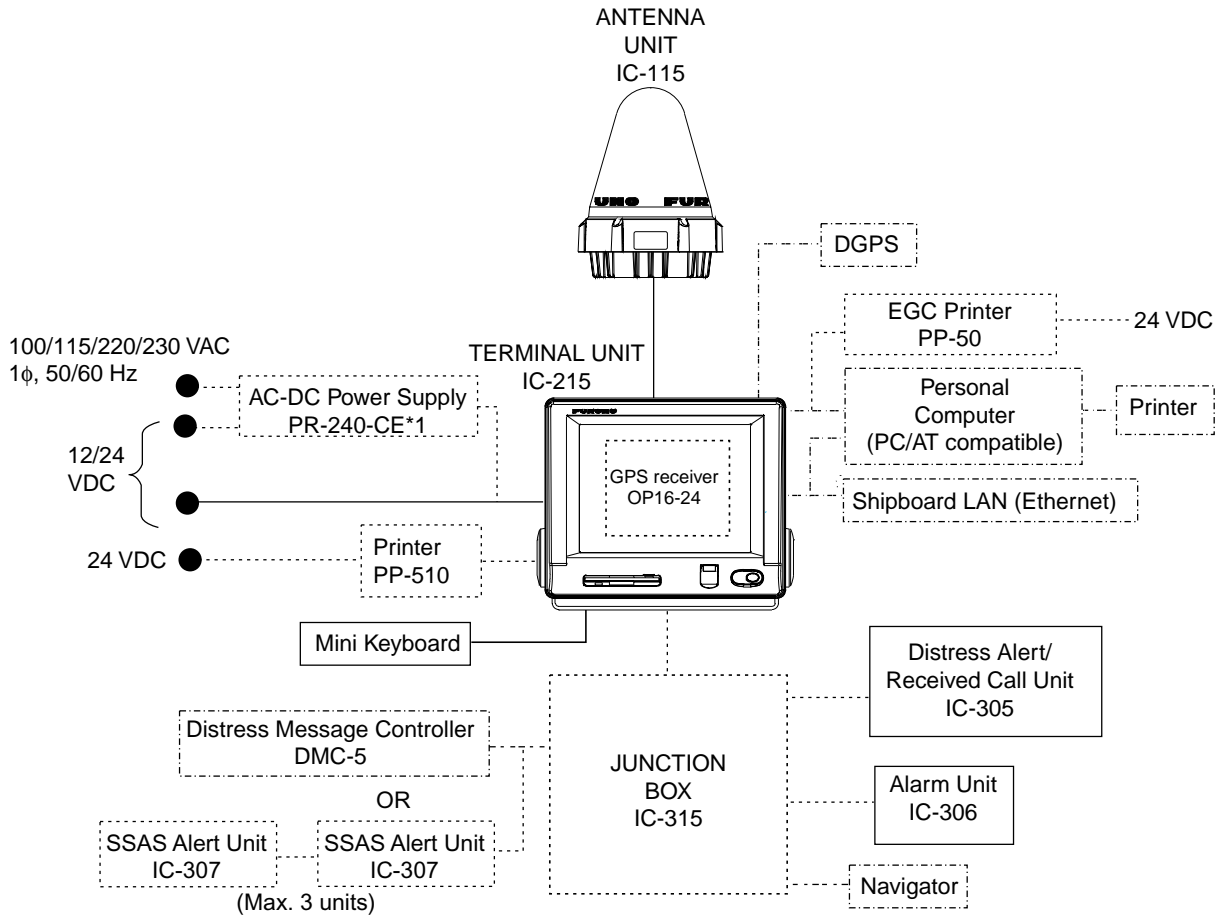 ANTENNA
UNIT
IC-115
UNO FUR
DGPS
EGC Printer
PP-50
24 VDC
100/115/220/230 VAC
1ϕ, 50/60 Hz
TERMINAL UNIT
IC-215
AC-DC Power Supply
PR-240-CE*1
FURUNO
Personal
Computer
(PC/AT compatible)
Printer
12/24
VDC
GPS receiver
OP16-24
Shipboard LAN (Ethernet)
24 VDC
Printer
PP-510
Mini Keyboard
Distress Alert/
Received Call Unit
IC-305
Distress Message Controller
DMC-5
JUNCTION
BOX
IC-315
OR
Alarm Unit
IC-306
SSAS Alert Unit
IC-307
SSAS Alert Unit
IC-307
(Max. 3 units)
Navigator